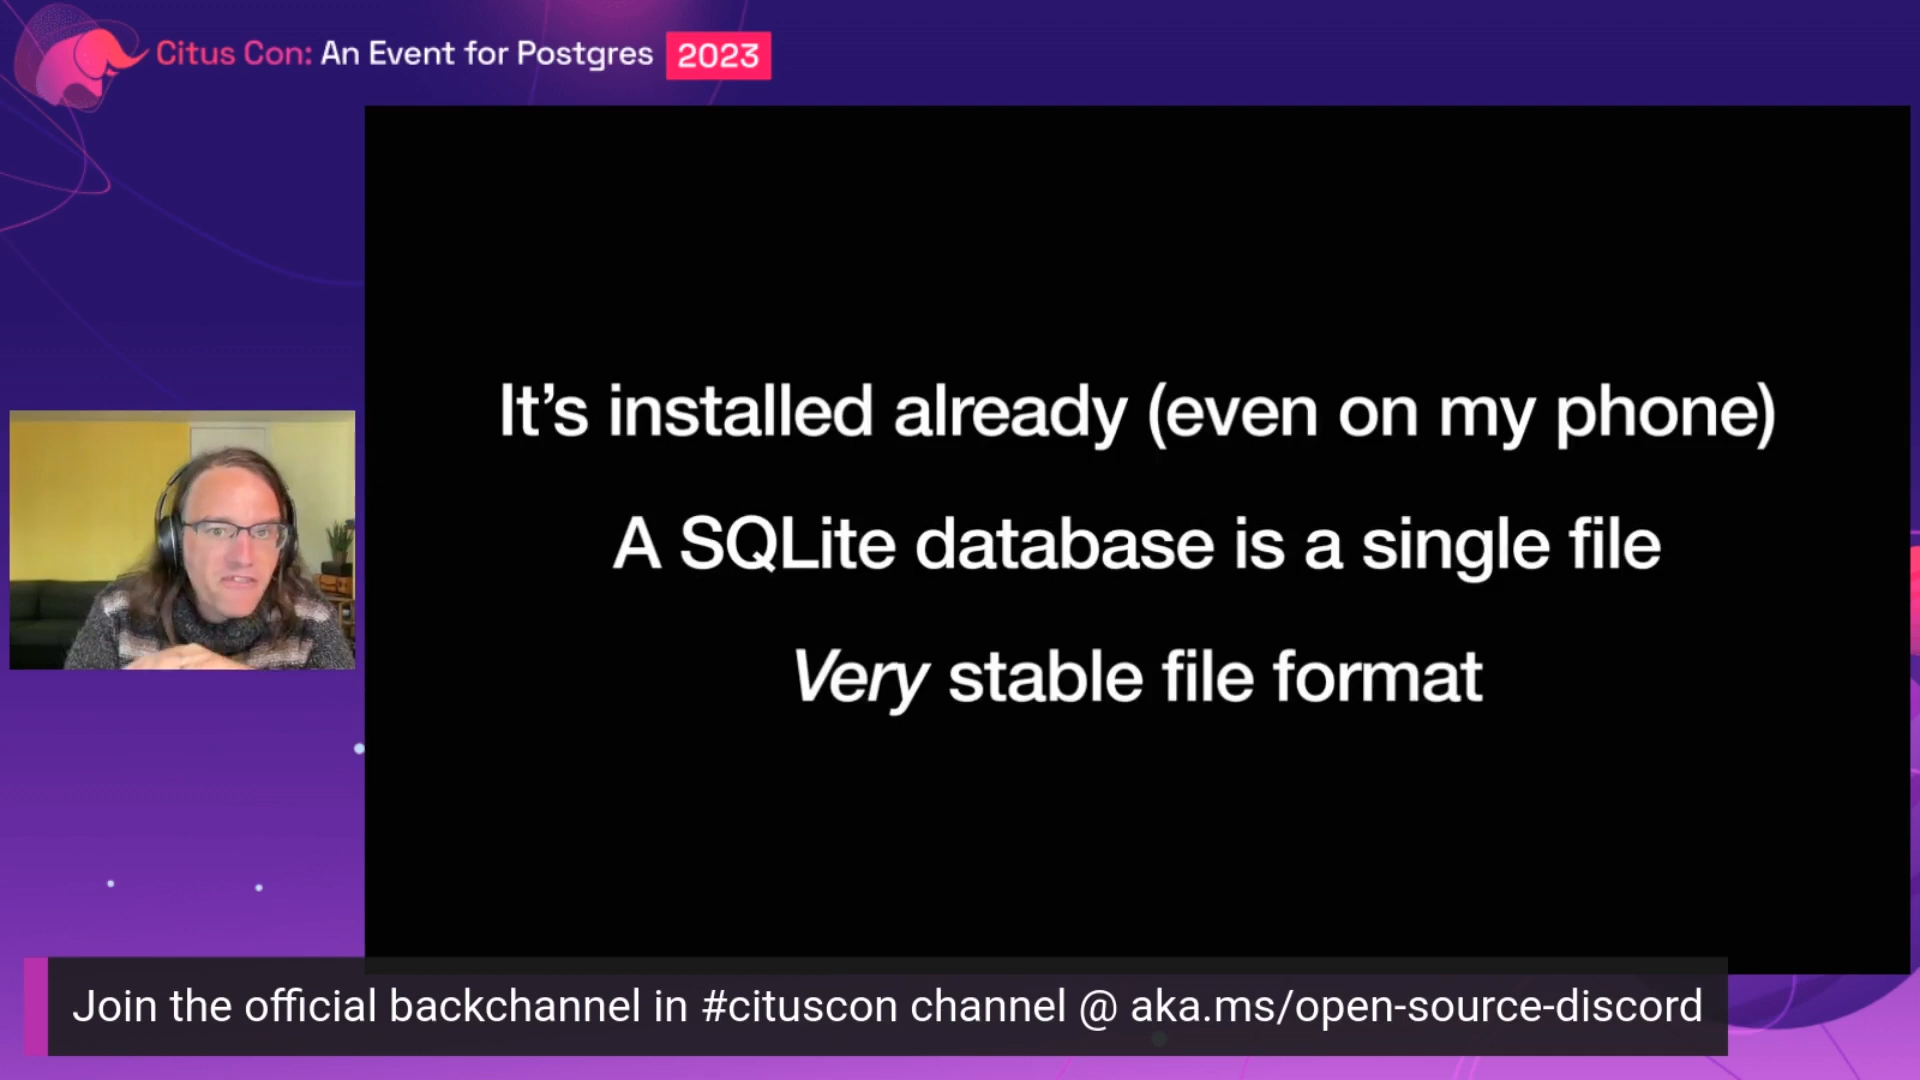 Citus Con: An Event for Postgres 2023
It’s installed already (even on my phone)
A SQLite database is a single file
Very stable file format
Join the official backchannel in #cituscon channel @ aka.ms/open-source-discord